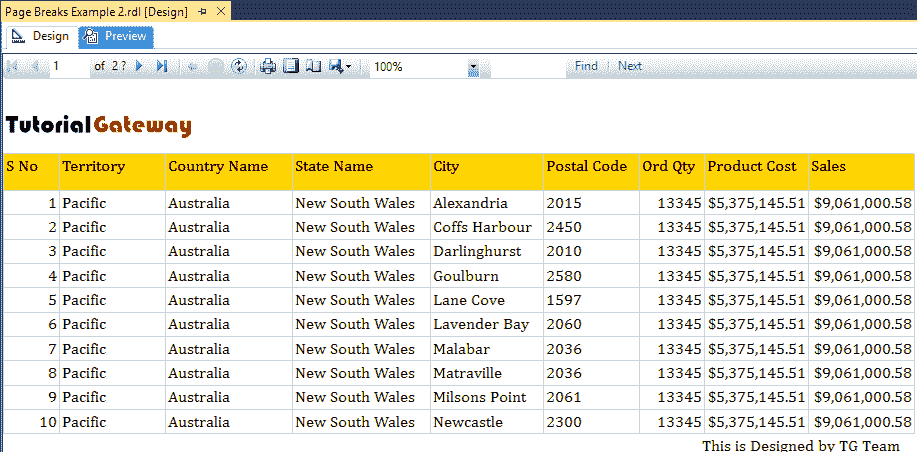 Page Breaks Example 2.rdl [Design]
Design Preview
1 of 2 ? 100% Find | Next
TutorialGateway
S No Territory Country Name State Name City Postal Code Ord Qty Product Cost Sales
1 Pacific Australia New South Wales Alexandria 2015 13345 $5,375,145.51 $9,061,000.58
2 Pacific Australia New South Wales Coffs Harbour 2450 13345 $5,375,145.51 $9,061,000.58
3 Pacific Australia New South Wales Darlinghurst 2010 13345 $5,375,145.51 $9,061,000.58
4 Pacific Australia New South Wales Goulburn 2580 13345 $5,375,145.51 $9,061,000.58
5 Pacific Australia New South Wales Lane Cove 1597 13345 $5,375,145.51 $9,061,000.58
6 Pacific Australia New South Wales Lavender Bay 2060 13345 $5,375,145.51 $9,061,000.58
7 Pacific Australia New South Wales Malabar 2036 13345 $5,375,145.51 $9,061,000.58
8 Pacific Australia New South Wales Matraville 2036 13345 $5,375,145.51 $9,061,000.58
9 Pacific Australia New South Wales Milsons Point 2061 13345 $5,375,145.51 $9,061,000.58
10 Pacific Australia New South Wales Newcastle 2300 13345 $5,375,145.51 $9,061,000.58
This is Designed by TG Team